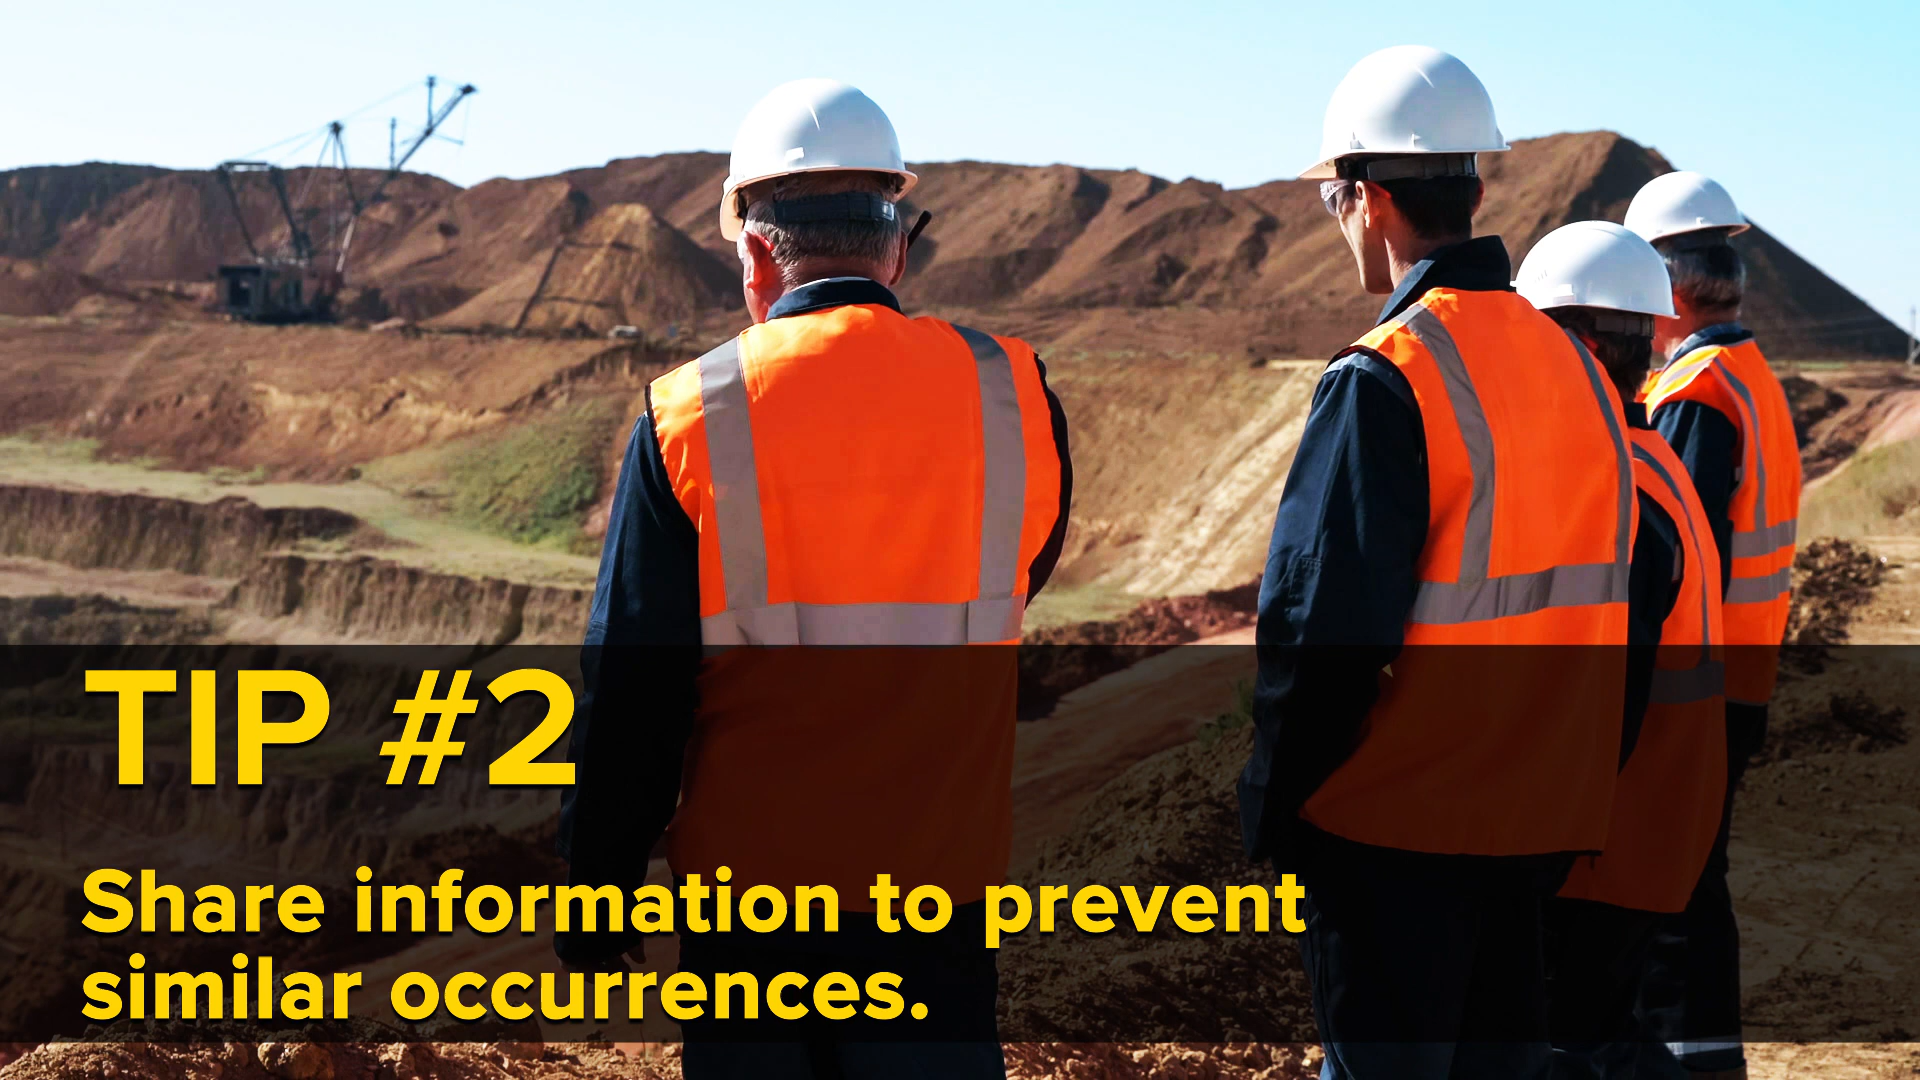 TIP #2
Share information to prevent
similar occurrences.